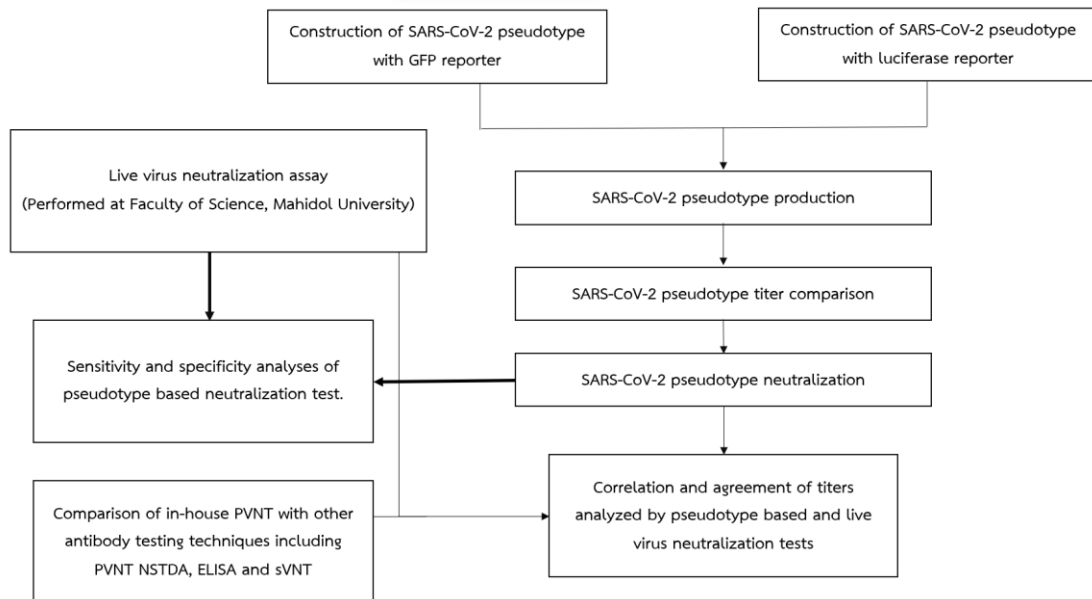 Construction of SARS-CoV-2 pseudotype
with GFP reporter
Construction of SARS-CoV-2 pseudotype
with luciferase reporter
Live virus neutralization assay
(Performed at Faculty of Science, Mahidol University)
SARS-CoV-2 pseudotype production
SARS-CoV-2 pseudotype titer comparison
Sensitivity and specificity analyses of
pseudotype based neutralization test.
SARS-CoV-2 pseudotype neutralization
Comparison of in-house PVNT with other
antibody testing techniques including
PVNT NSTDA, ELISA and sVNT
Correlation and agreement of titers
analyzed by pseudotype based and live
virus neutralization tests